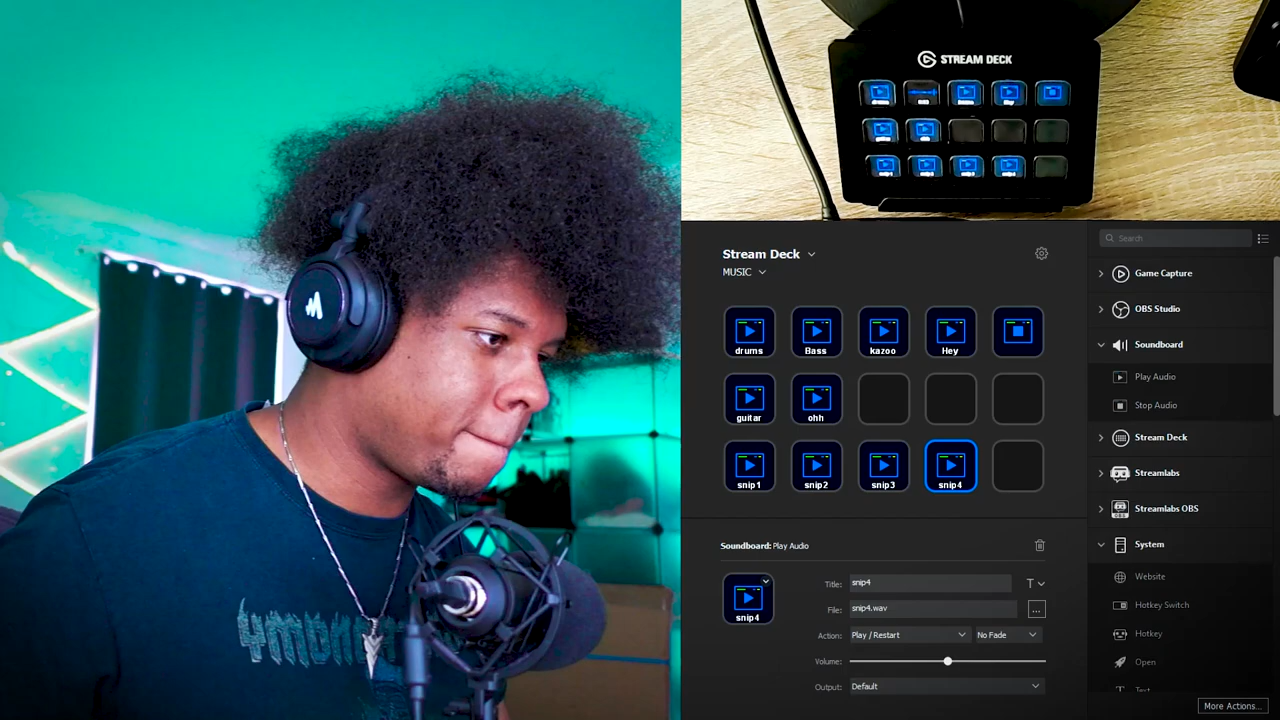 STREAM DECK
Stream Deck
MUSIC
drums
Bass
kazoo
Hey
guitar
ohh
snip1
snip2
snip3
snip4
Soundboard: Play Audio
snip4
Title:
snip4
T
File:
snip4.wav
...
Action:
Play / Restart
No Fade
Volume:
Output:
Default
Search
Game Capture
OBS Studio
Soundboard
Play Audio
Stop Audio
Stream Deck
Streamlabs
OBS
Streamlabs OBS
System
Website
Hotkey Switch
Hotkey
Open
Text
More Actions...